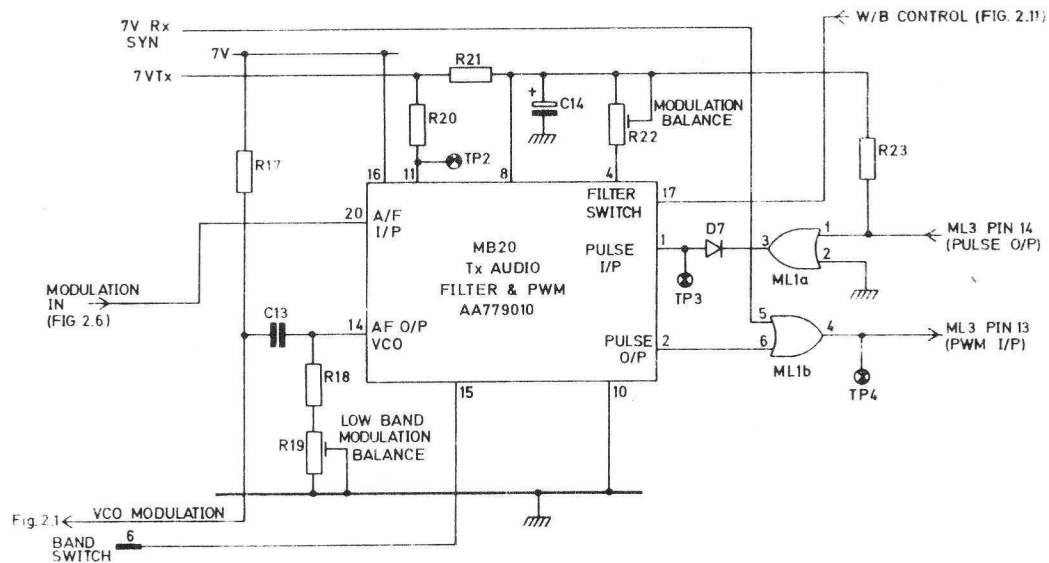 7V Rx
SYN
W/B CONTROL (FIG. 2.11)
7V
7VTx
R21
+
C14
R20
TP2
R22
MODULATION
BALANCE
R23
R17
16
11
8
4
FILTER
SWITCH
17
20
A/F
I/P
MB20
Tx AUDIO
FILTER & PWM
AA779010
PULSE
I/P
1
TP3
D7
3
1
2
ML1a
ML3 PIN 14
(PULSE O/P)
MODULATION
IN
(FIG 2.6)
C13
14
AF O/P
VCO
PULSE
O/P
2
5
6
4
ML1b
ML3 PIN 13
(PWM I/P)
TP4
15
10
R18
R19
LOW BAND
MODULATION
BALANCE
Fig. 2.1
VCO MODULATION
BAND
SWITCH
6